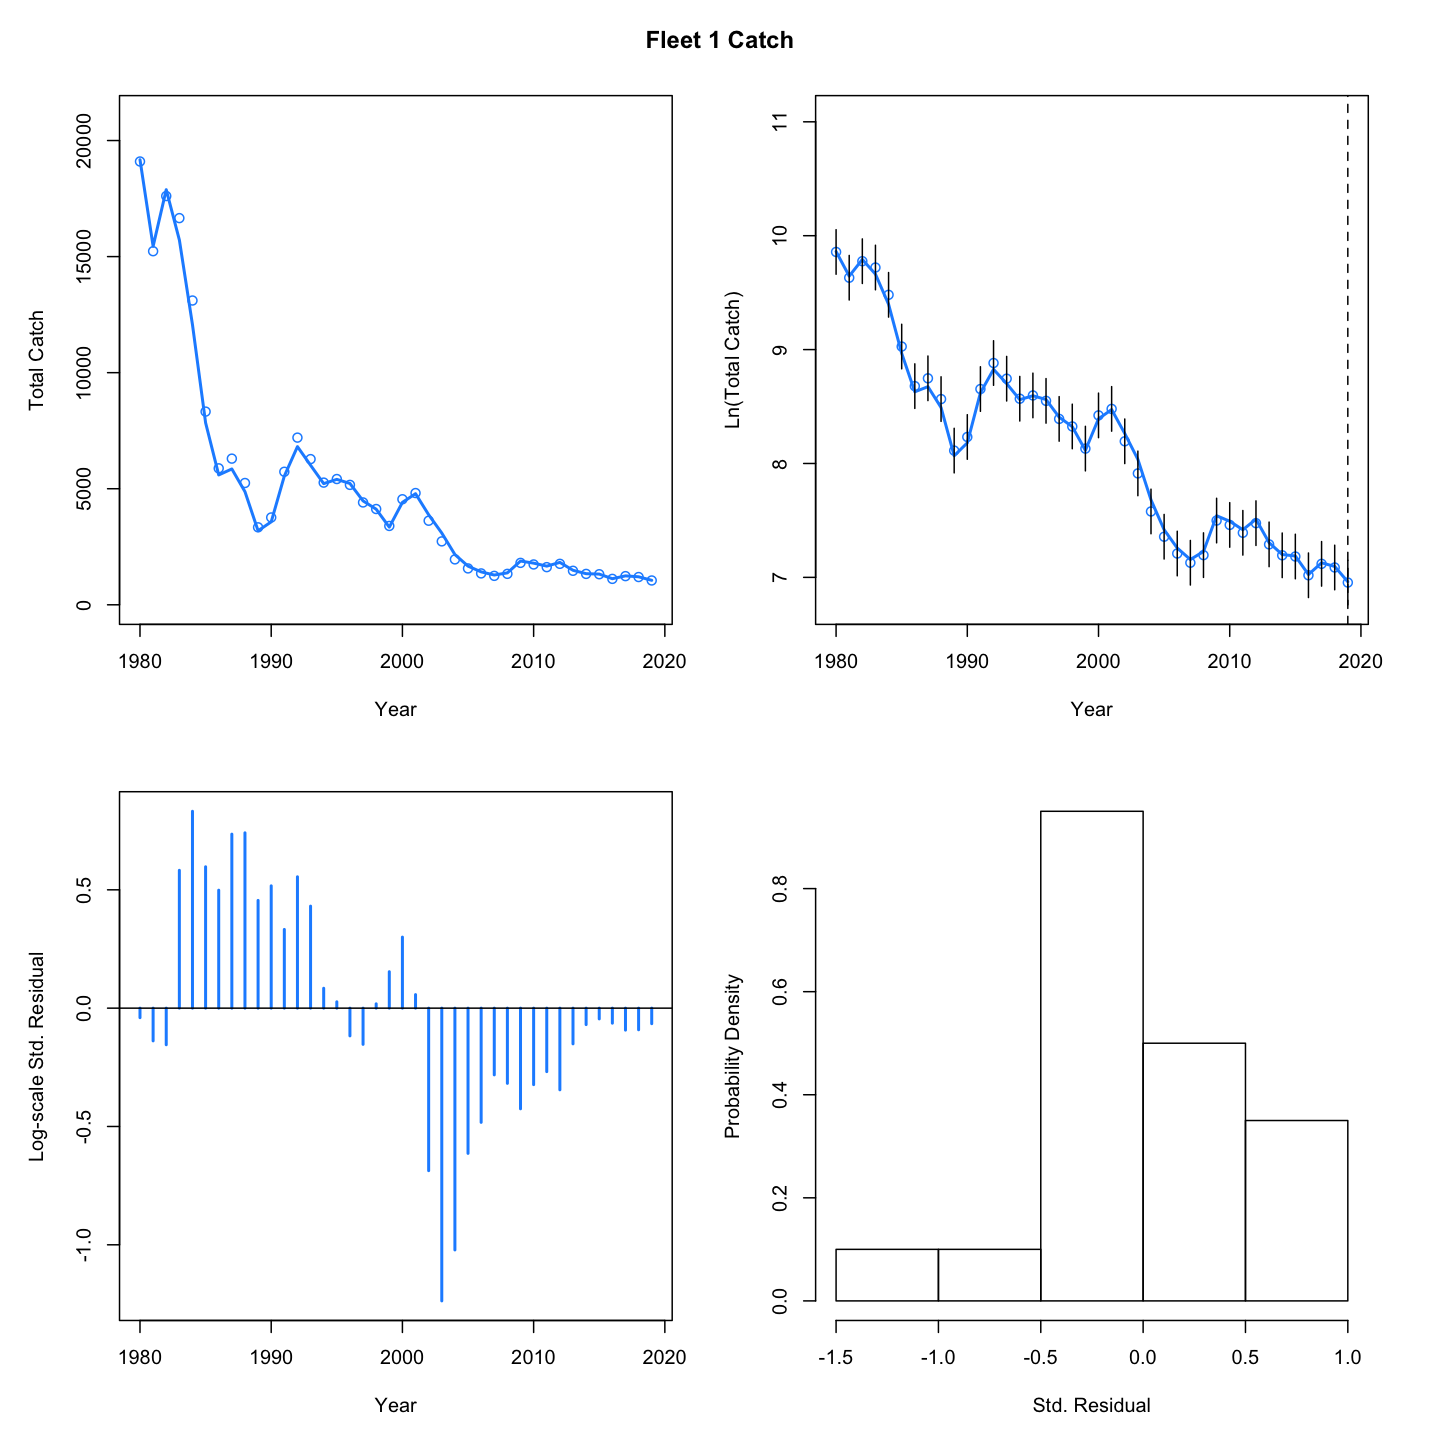 Fleet 1 Catch
Total Catch
20000
15000
10000
5000
0
1980 1990 2000 2010 2020
Year
Ln(Total Catch)
11
10
9
8
7
1980 1990 2000 2010 2020
Year
Log-scale Std. Residual
0.5
0.0
-0.5
-1.0
1980 1990 2000 2010 2020
Year
Probability Density
0.8
0.6
0.4
0.2
0.0
-1.5 -1.0 -0.5 0.0 0.5 1.0
Std. Residual